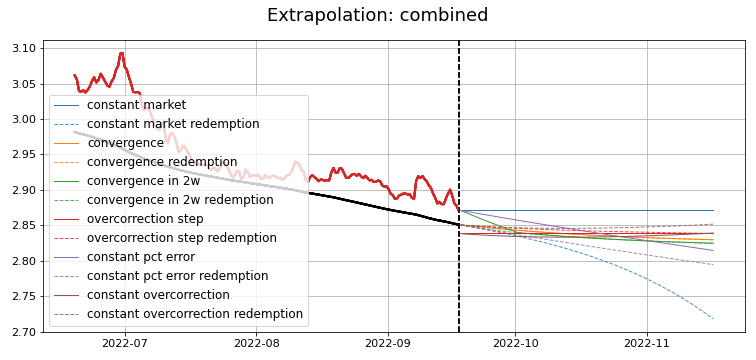 Extrapolation: combined
3.10
3.05
3.00
2.95
2.90
2.85
2.80
2.75
2.70
constant market
constant market redemption
convergence
convergence redemption
convergence in 2w
convergence in 2w redemption
overcorrection step
overcorrection step redemption
constant pct error
constant pct error redemption
constant overcorrection
constant overcorrection redemption
2022-07 2022-08 2022-09 2022-10 2022-11